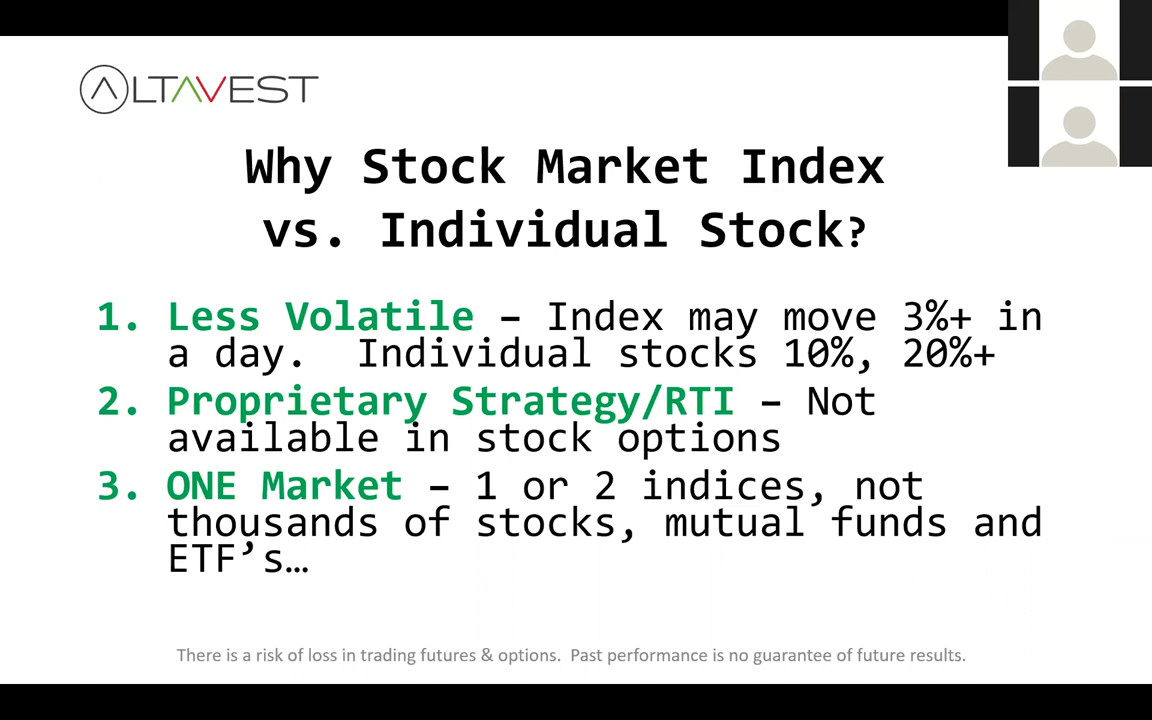 ALTAVEST
Why Stock Market Index
vs. Individual Stock?
1. Less Volatile – Index may move 3%+ in
a day. Individual stocks 10%, 20%+
2. Proprietary Strategy/RTI – Not
available in stock options
3. ONE Market – 1 or 2 indices, not
thousands of stocks, mutual funds and
ETF’s…
There is a risk of loss in trading futures & options. Past performance is no guarantee of future results.